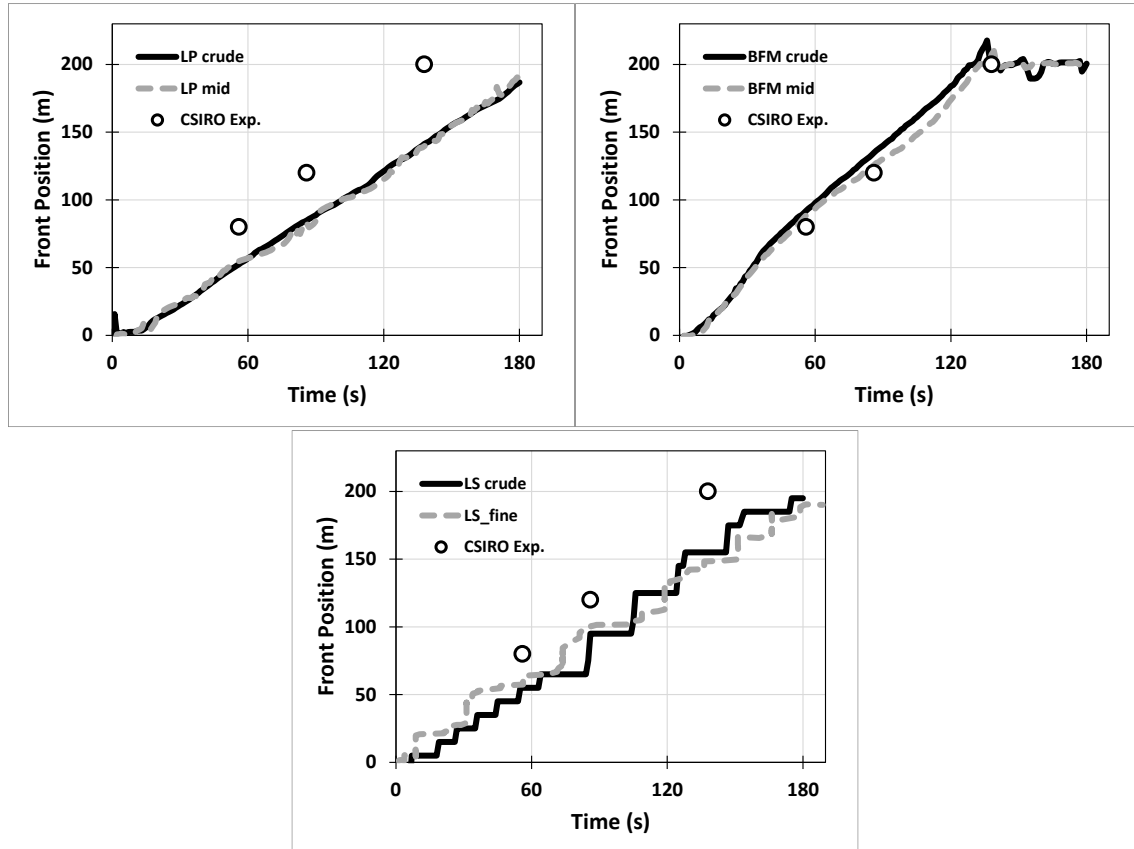 LP crude
LP mid
CSIRO Exp.
200
150
100
50
0
Front Position (m)
0
60
120
180
Time (s)
BFM crude
BFM mid
CSIRO Exp.
200
150
100
50
0
Front Position (m)
0
60
120
180
Time (s)
LS crude
LS_fine
CSIRO Exp.
200
150
100
50
0
Front Position (m)
0
60
120
180
Time (s)